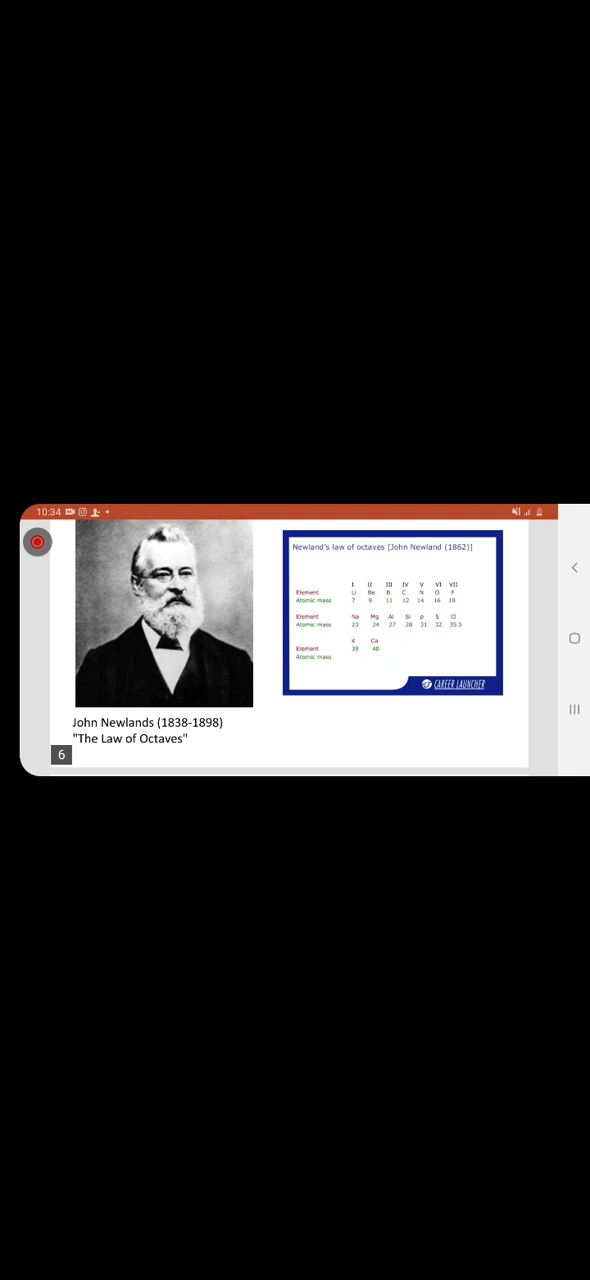 10:34
Newland's law of octaves [John Newland (1862)]
I II III IV V VI VII
Element Li Be B C N O F
Atomic mass 7 9 11 12 14 16 19
Element Na Mg Al Si p S Cl
Atomic mass 23 24 27 28 31 32 35.5
K Ca
Element 39 40
Atomic mass
CAREER LAUNCHER
John Newlands (1838-1898)
"The Law of Octaves"
6